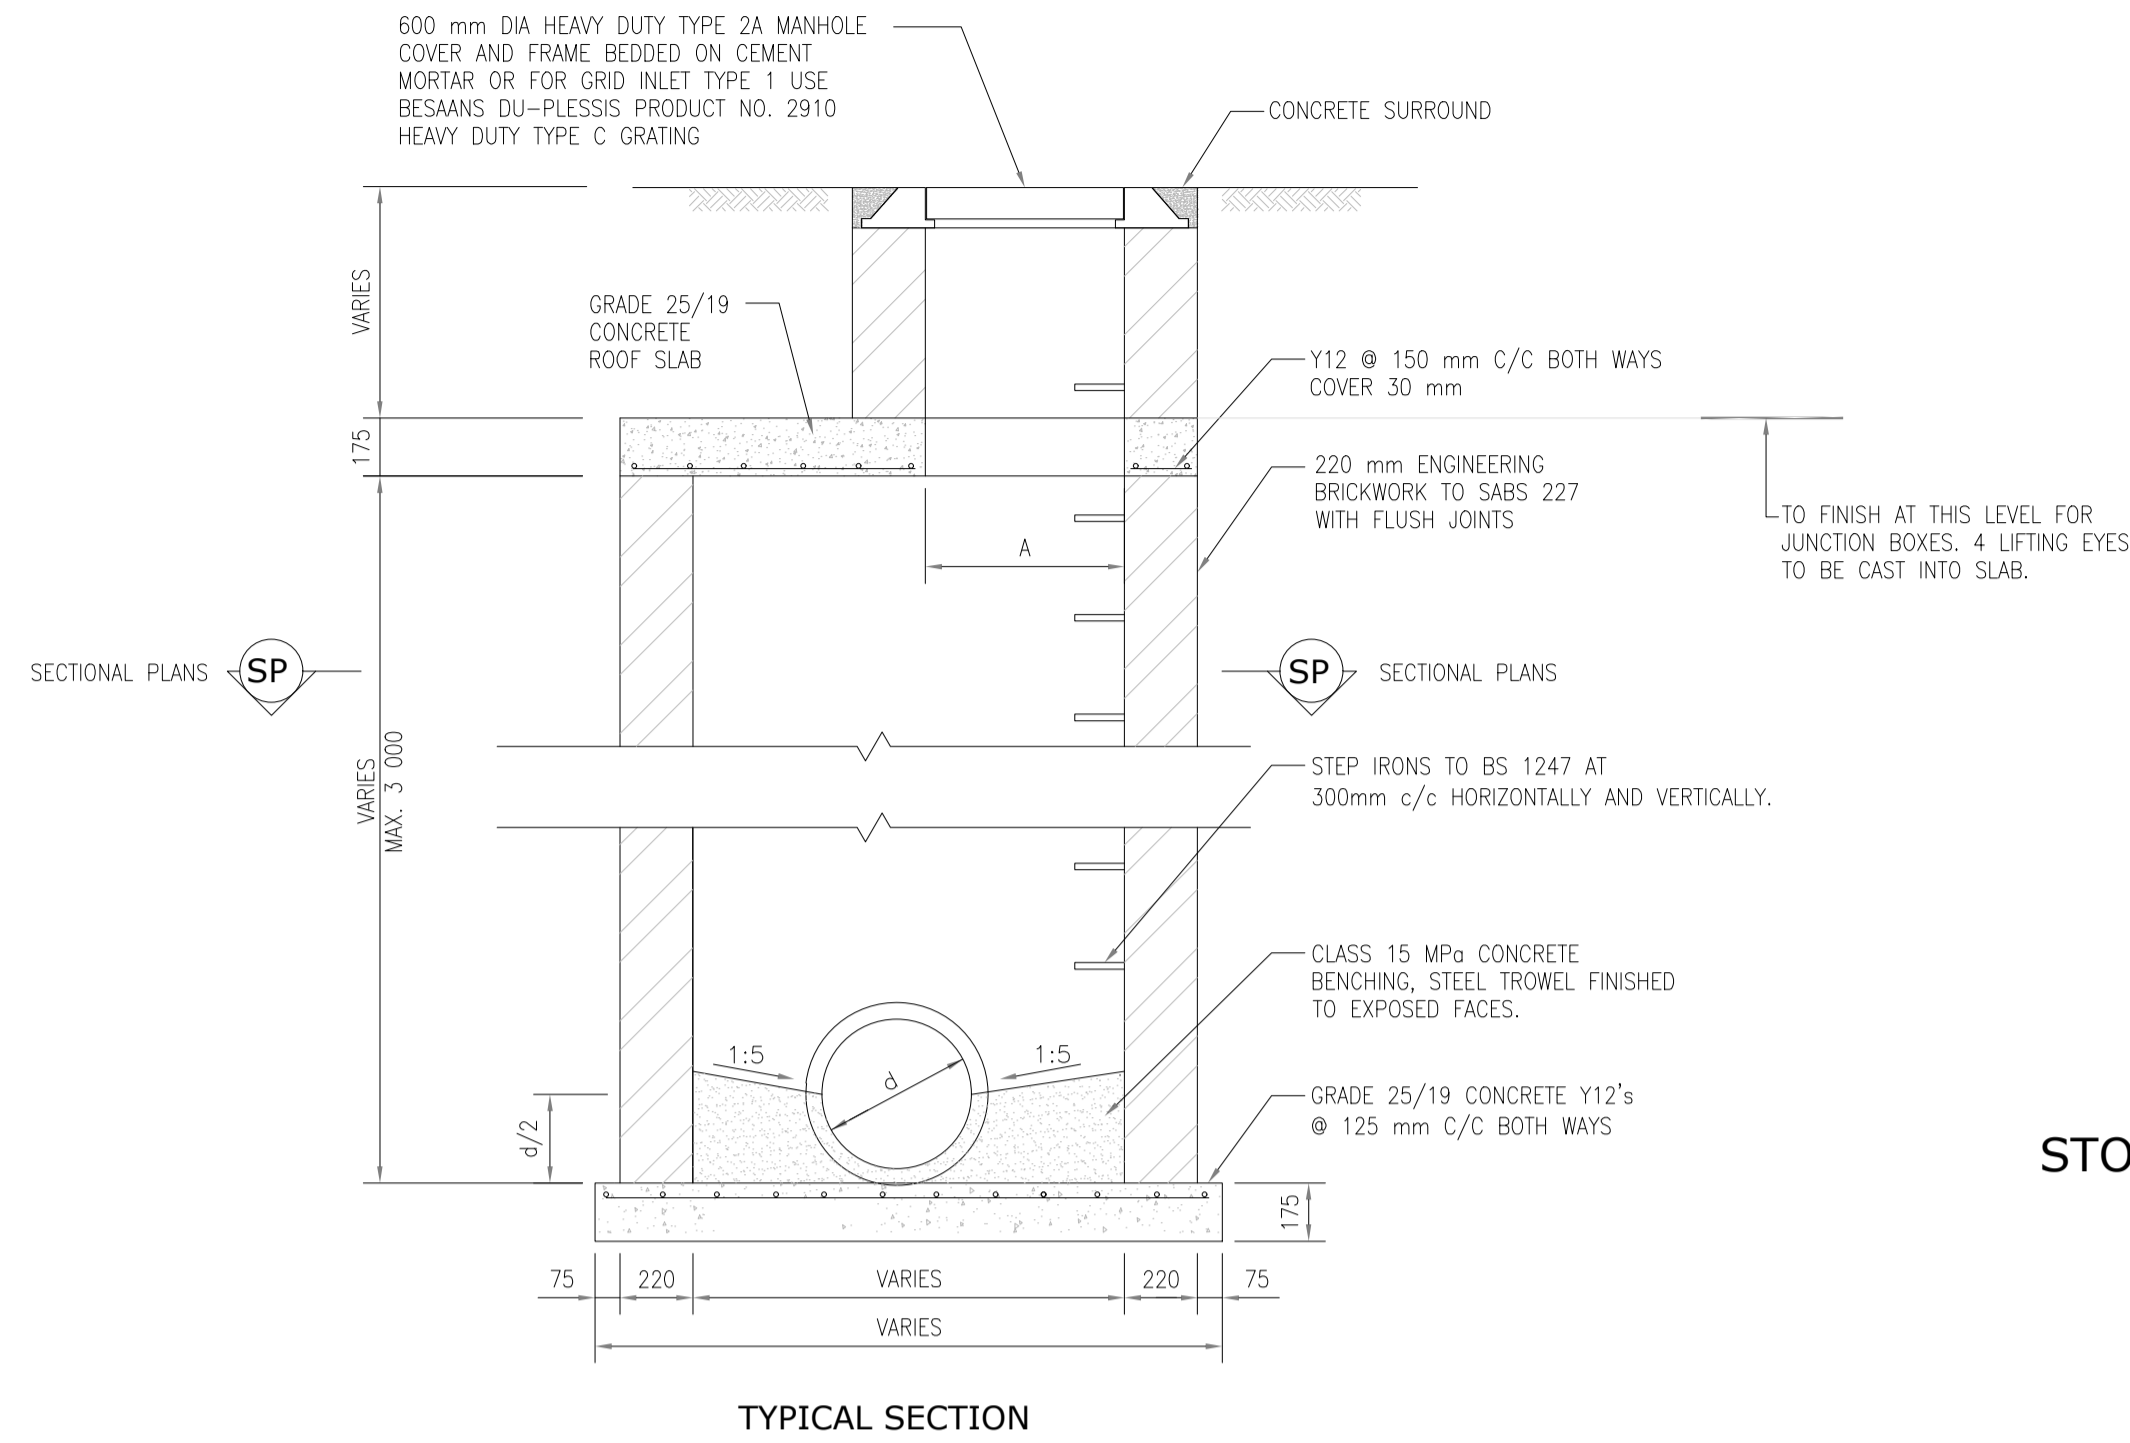 600 mm DIA HEAVY DUTY TYPE 2A MANHOLE
COVER AND FRAME BEDDED ON CEMENT
MORTAR OR FOR GRID INLET TYPE 1 USE
BESAANS DU-PLESSIS PRODUCT NO. 2910
HEAVY DUTY TYPE C GRATING
CONCRETE SURROUND
VARIES
GRADE 25/19
CONCRETE
ROOF SLAB
Y12 @ 150 mm C/C BOTH WAYS
COVER 30 mm
175
220 mm ENGINEERING
BRICKWORK TO SABS 227
WITH FLUSH JOINTS
TO FINISH AT THIS LEVEL FOR
JUNCTION BOXES. 4 LIFTING EYES
TO BE CAST INTO SLAB.
A
SECTIONAL PLANS
SP
SP
SECTIONAL PLANS
VARIES
MAX. 3 000
STEP IRONS TO BS 1247 AT
300mm c/c HORIZONTALLY AND VERTICALLY.
CLASS 15 MPa CONCRETE
BENCHING, STEEL TROWEL FINISHED
TO EXPOSED FACES.
1:5
1:5
d
d/2
GRADE 25/19 CONCRETE Y12's
@ 125 mm C/C BOTH WAYS
STO
175
75
220
VARIES
220
75
VARIES
TYPICAL SECTION